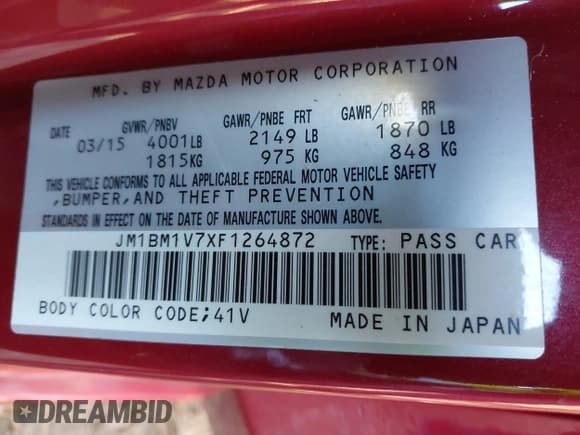 MFD. BY MAZDA MOTOR CORPORATION
DATE GVWR/PNBV GAWR/PNBE FRT GAWR/PNBE RR
03/15 4001LB 2149 LB 1870 LB
1815KG 975 KG 848 KG
THIS VEHICLE CONFORMS TO ALL APPLICABLE FEDERAL MOTOR VEHICLE SAFETY
,BUMPER,AND THEFT PREVENTION
STANDARDS IN EFFECT ON THE DATE OF MANUFACTURE SHOWN ABOVE.
JM1BM1V7XF1264872 TYPE: PASS CAR
BODY COLOR CODE;41V MADE IN JAPAN
DREAMBID